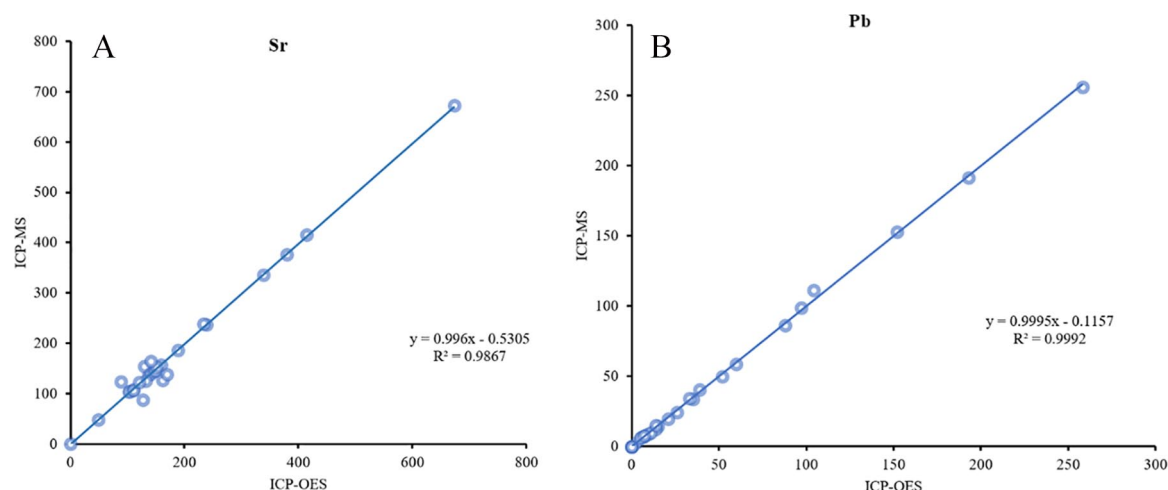 A
Sr
800
700
600
500
400
300
200
100
0
ICP-MS
0 200 400 600 800
ICP-OES
y = 0.996x - 0.5305
R² = 0.9867
B
Pb
300
250
200
150
100
50
0
ICP-MS
0 50 100 150 200 250 300
ICP-OES
y = 0.9995x - 0.1157
R² = 0.9992